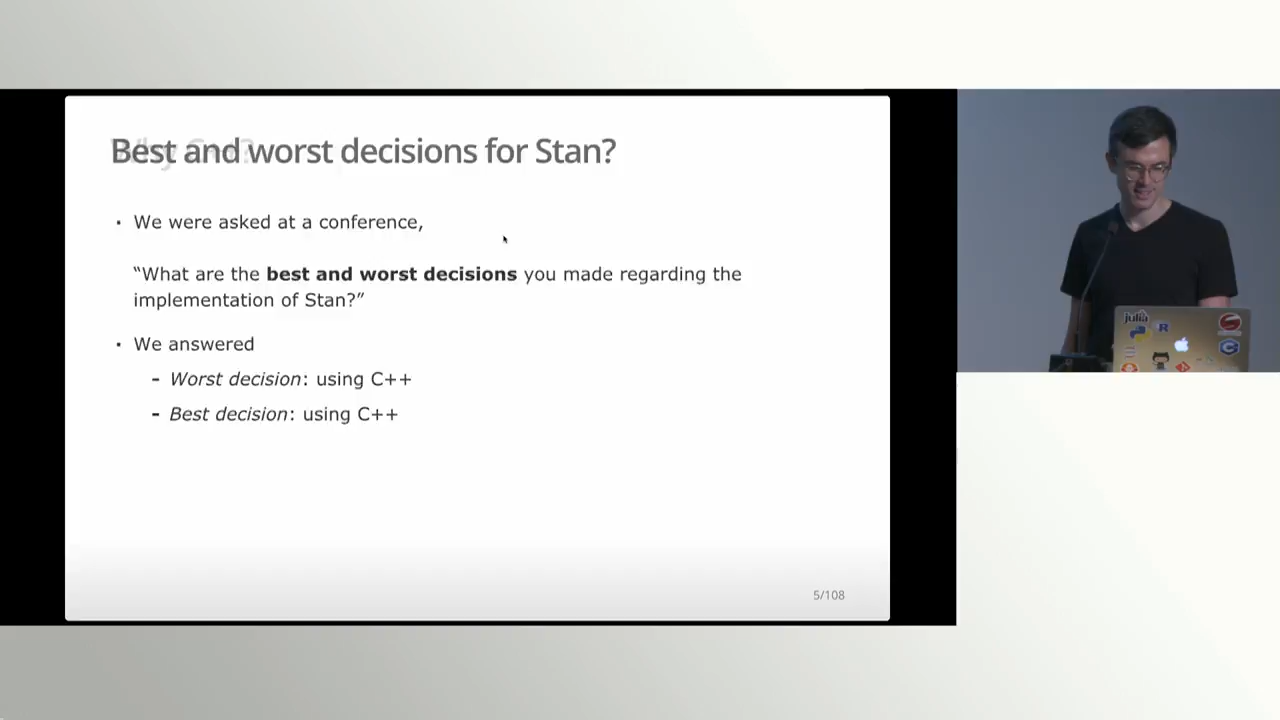 Best and worst decisions for Stan?
Why C++?
· We were asked at a conference,
“What are the best and worst decisions you made regarding the
implementation of Stan?”
· We answered
- Worst decision: using C++
- Best decision: using C++
5/108
julia
R